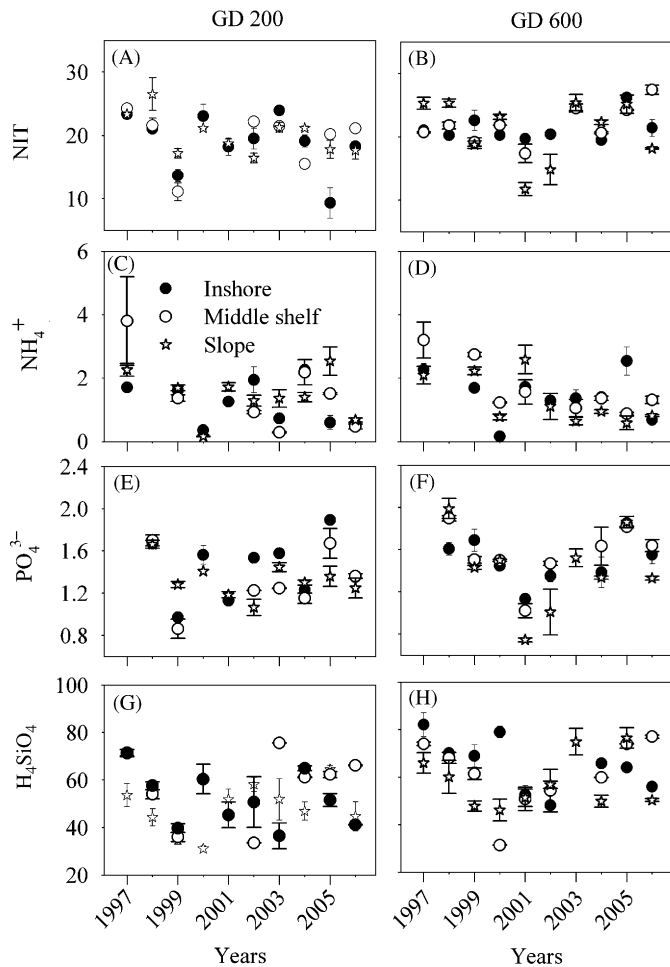 GD 200
GD 600
(A)
(B)
30
20
10
NIT
(C)
(D)
6
4
2
0
NH₄⁺
Inshore
Middle shelf
Slope
(E)
(F)
2.4
2.0
1.6
1.2
0.8
PO₄³⁻
(G)
(H)
100
80
60
40
20
H₄SiO₄
1997
1999
2001
2003
2005
1997
1999
2001
2003
2005
Years
Years